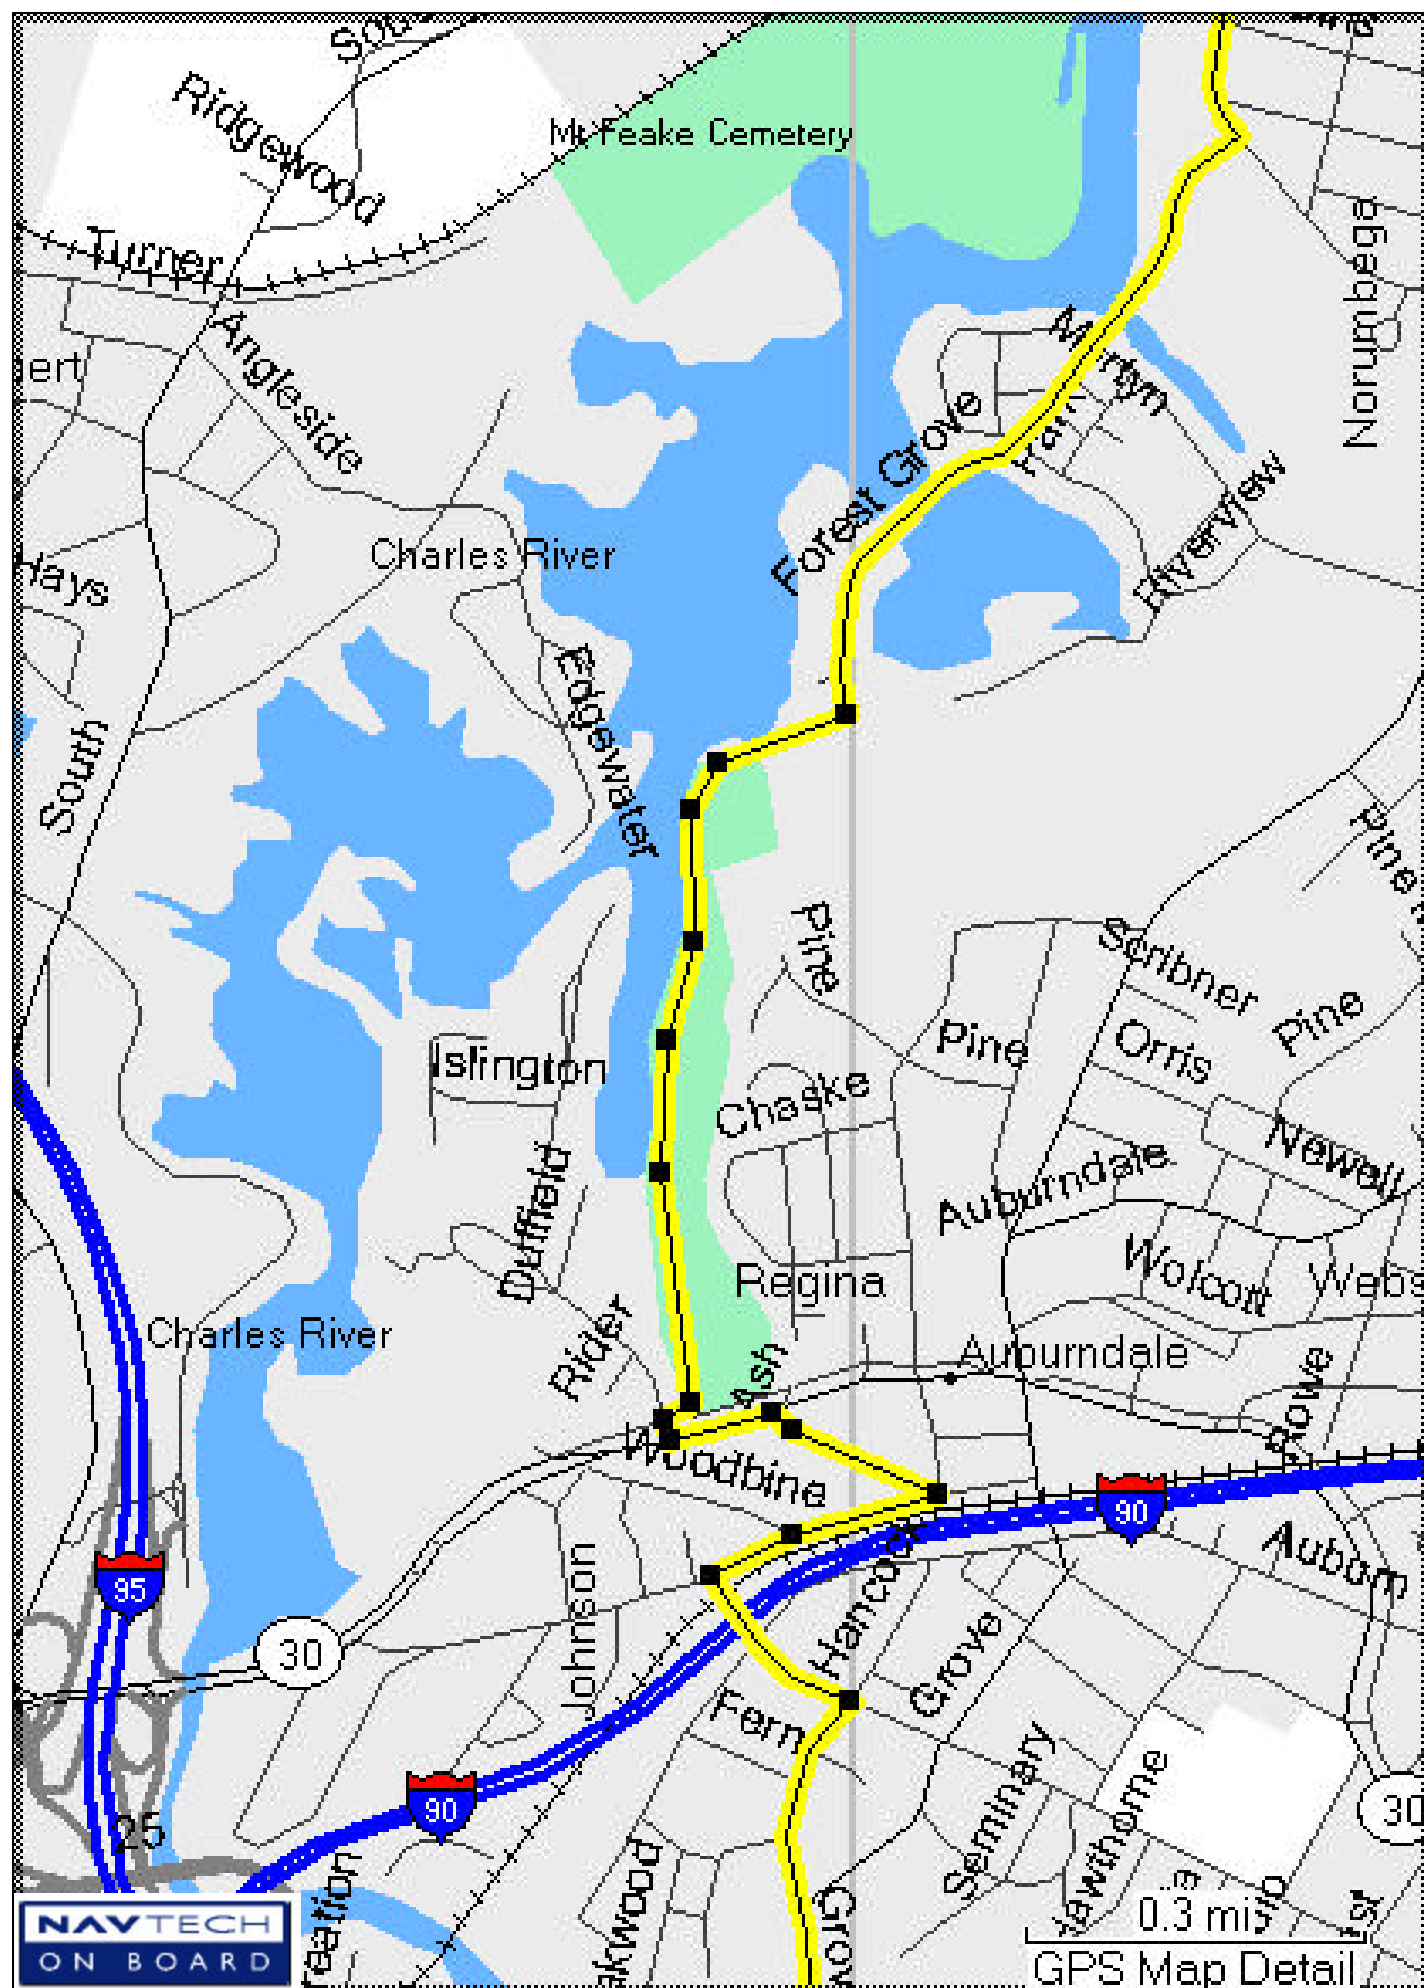 Ridgewood
Mt Feake Cemetery
Turner
Angleside
Norumbega
Forest Grove
Riverview
Charles River
Edgewater
South
Pine
Scribner
Pine
Orris
Pine
Islington
Chaske
Newell
Auburndale
Duffield
Regina
Wolcott
Charles River
Rider
Ash
Auburndale
Rowe
Woodbine
90
95
Johnson
Hancock
30
Grove
Fern
Seminary
90
30
25
NAVTECH
ON BOARD
0.3 mi
GPS Map Detail